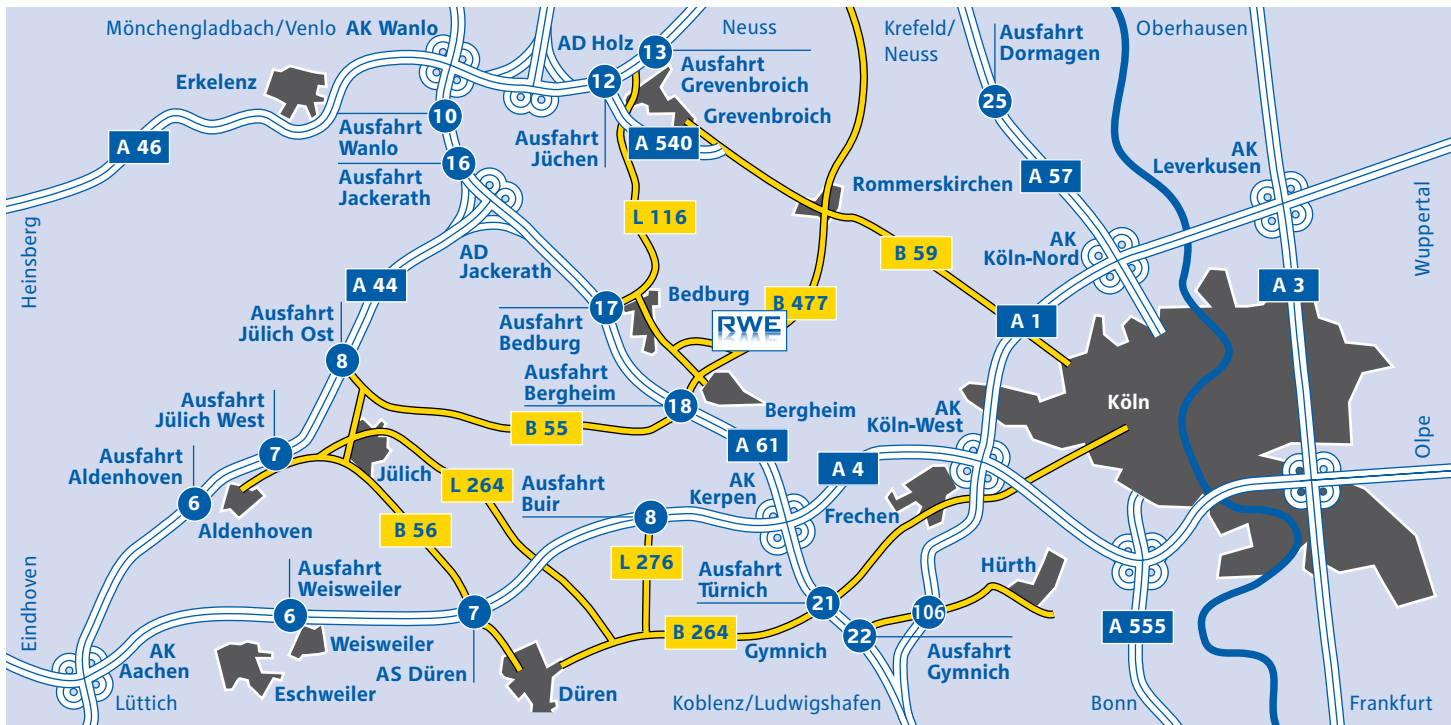 Mönchengladbach/Venlo
AK Wanlo
AD Holz
13
Neuss
Krefeld/
Neuss
Ausfahrt
Dormagen
Oberhausen
Erkelenz
12
Ausfahrt
Grevenbroich
Grevenbroich
25
10
Ausfahrt
Wanlo
Ausfahrt
Jüchen
A 540
A 46
16
Ausfahrt
Jackerath
Rommerskirchen
A 57
AK
Leverkusen
Heinsberg
L 116
B 59
AK
Köln-Nord
Wuppertal
AD
Jackerath
A 44
A 3
Ausfahrt
Jülich Ost
17
Bedburg
B 477
RWE
A 1
Ausfahrt
Bedburg
8
Ausfahrt
Bergheim
18
Bergheim
Köln
Ausfahrt
Jülich West
B 55
A 61
AK
Köln-West
Olpe
Ausfahrt
Aldenhoven
7
Jülich
L 264
A 4
6
Aldenhoven
Ausfahrt
Buir
8
AK
Kerpen
Frechen
B 56
L 276
Eindhoven
Ausfahrt
Weisweiler
Ausfahrt
Türnich
Hürth
6
7
21
106
A 555
B 264
22
Weisweiler
Gymnich
Ausfahrt
Gymnich
AK
Aachen
Eschweiler
AS Düren
Düren
Lüttich
Koblenz/Ludwigshafen
Bonn
Frankfurt